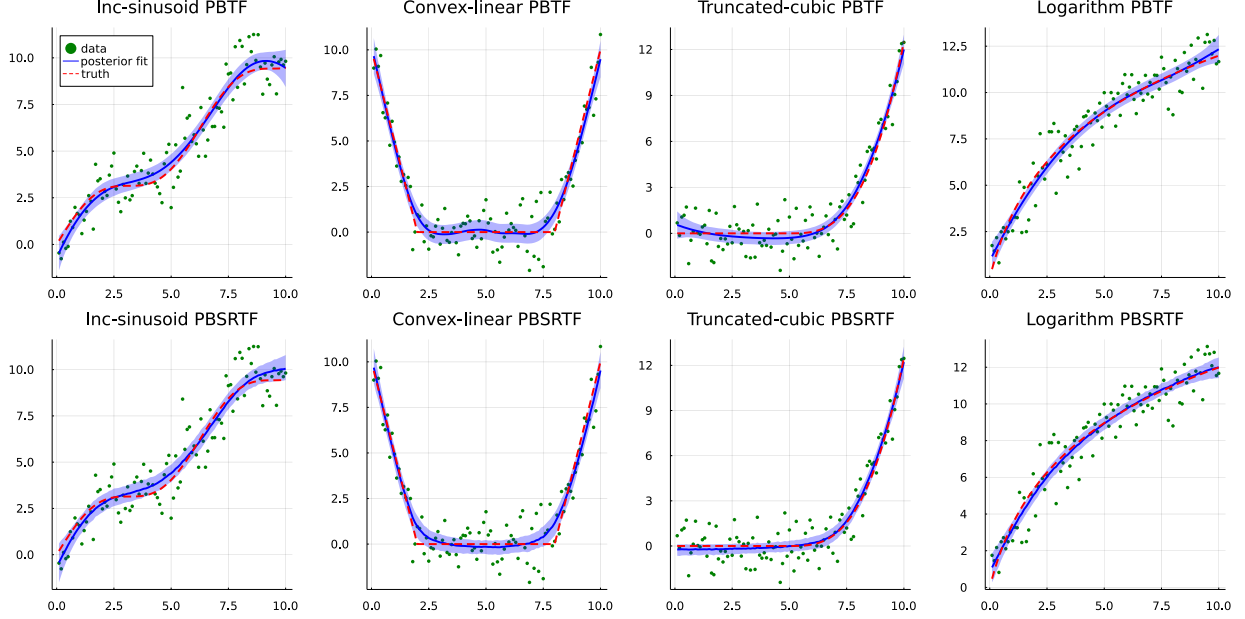 Inc-sinusoid PBTF
Convex-linear PBTF
Truncated-cubic PBTF
Logarithm PBTF
data
posterior fit
truth
10.0
7.5
5.0
2.5
0.0
0.0 2.5 5.0 7.5 10.0
10.0
7.5
5.0
2.5
0.0
-2.5
0.0 2.5 5.0 7.5 10.0
12
9
6
3
0
0.0 2.5 5.0 7.5 10.0
12.5
10.0
7.5
5.0
2.5
0.0 2.5 5.0 7.5 10.0
Inc-sinusoid PBSRTF
Convex-linear PBSRTF
Truncated-cubic PBSRTF
Logarithm PBSRTF
10.0
7.5
5.0
2.5
0.0
0.0 2.5 5.0 7.5 10.0
10.0
7.5
5.0
2.5
0.0
-2.5
0.0 2.5 5.0 7.5 10.0
12
9
6
3
0
0.0 2.5 5.0 7.5 10.0
12
10
8
6
4
2
0
0.0 2.5 5.0 7.5 10.0